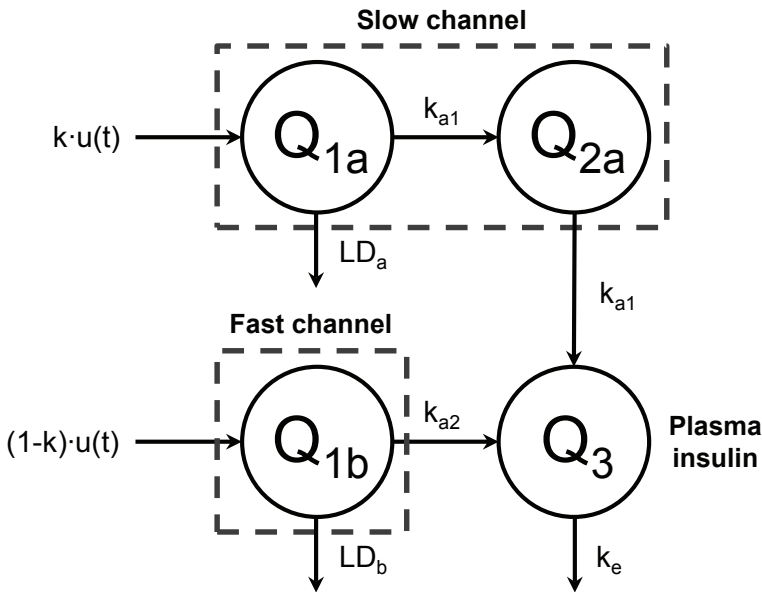 Slow channel
k·u(t)
Q1a
ka1
Q2a
LDa
ka1
Fast channel
(1-k)·u(t)
Q1b
ka2
Q3
Plasma
insulin
LDb
ke